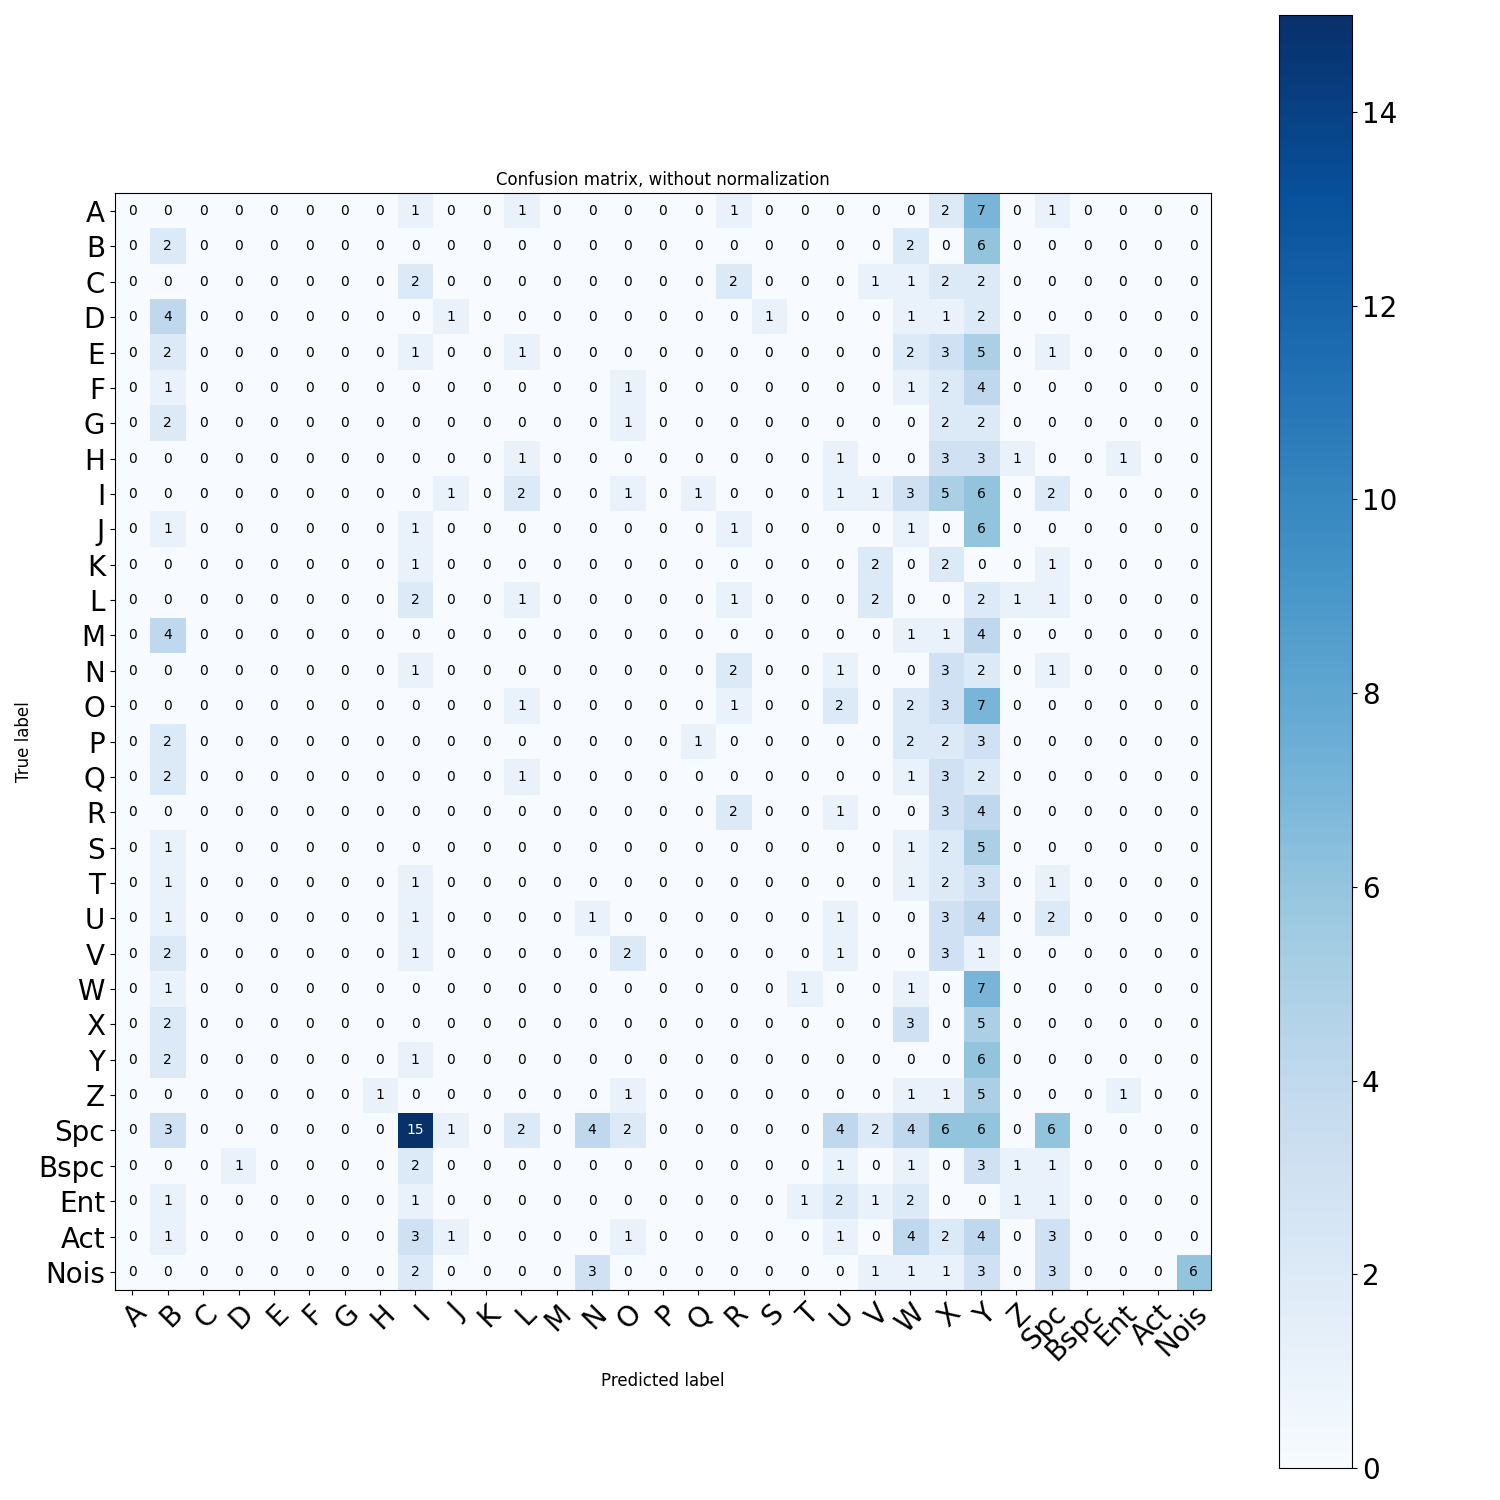 Confusion matrix, without normalization
A 0 0 0 0 0 0 0 0 1 0 0 1 0 0 0 0 0 1 0 0 0 0 0 2 7 0 1 0 0 0 0
B 0 2 0 0 0 0 0 0 0 0 0 0 0 0 0 0 0 0 0 0 0 0 2 0 6 0 0 0 0 0 0
C 0 0 0 0 0 0 0 0 2 0 0 0 0 0 0 0 0 2 0 0 0 1 1 2 2 0 0 0 0 0 0
D 0 4 0 0 0 0 0 0 0 1 0 0 0 0 0 0 0 0 1 0 0 0 1 1 2 0 0 0 0 0 0
E 0 2 0 0 0 0 0 0 1 0 0 1 0 0 0 0 0 0 0 0 0 0 2 3 5 0 1 0 0 0 0
F 0 1 0 0 0 0 0 0 0 0 0 0 0 0 1 0 0 0 0 0 0 0 1 2 4 0 0 0 0 0 0
G 0 2 0 0 0 0 0 0 0 0 0 0 0 0 1 0 0 0 0 0 0 0 0 2 2 0 0 0 0 0 0
H 0 0 0 0 0 0 0 0 0 0 0 1 0 0 0 0 0 0 0 0 1 0 0 3 3 1 0 0 1 0 0
I 0 0 0 0 0 0 0 0 0 1 0 2 0 0 1 0 1 0 0 0 1 1 3 5 6 0 2 0 0 0 0
J 0 1 0 0 0 0 0 0 1 0 0 0 0 0 0 0 0 1 0 0 0 0 1 0 6 0 0 0 0 0 0
K 0 0 0 0 0 0 0 0 1 0 0 0 0 0 0 0 0 0 0 0 0 2 0 2 0 0 1 0 0 0 0
L 0 0 0 0 0 0 0 0 2 0 0 1 0 0 0 0 0 1 0 0 0 2 0 0 2 1 1 0 0 0 0
M 0 4 0 0 0 0 0 0 0 0 0 0 0 0 0 0 0 0 0 0 0 0 1 1 4 0 0 0 0 0 0
N 0 0 0 0 0 0 0 0 1 0 0 0 0 0 0 0 0 2 0 0 1 0 0 3 2 0 1 0 0 0 0
O 0 0 0 0 0 0 0 0 0 0 0 1 0 0 0 0 0 1 0 0 2 0 2 3 7 0 0 0 0 0 0
P 0 2 0 0 0 0 0 0 0 0 0 0 0 0 0 0 1 0 0 0 0 0 2 2 3 0 0 0 0 0 0
Q 0 2 0 0 0 0 0 0 0 0 0 1 0 0 0 0 0 0 0 0 0 0 1 3 2 0 0 0 0 0 0
R 0 0 0 0 0 0 0 0 0 0 0 0 0 0 0 0 0 2 0 0 1 0 0 3 4 0 0 0 0 0 0
S 0 1 0 0 0 0 0 0 0 0 0 0 0 0 0 0 0 0 0 0 0 0 1 2 5 0 0 0 0 0 0
T 0 1 0 0 0 0 0 0 1 0 0 0 0 0 0 0 0 0 0 0 0 0 1 2 3 0 1 0 0 0 0
U 0 1 0 0 0 0 0 0 1 0 0 0 0 1 0 0 0 0 0 0 1 0 0 3 4 0 2 0 0 0 0
V 0 2 0 0 0 0 0 0 1 0 0 0 0 0 2 0 0 0 0 0 1 0 0 3 1 0 0 0 0 0 0
W 0 1 0 0 0 0 0 0 0 0 0 0 0 0 0 0 0 0 0 1 0 0 1 0 7 0 0 0 0 0 0
X 0 2 0 0 0 0 0 0 0 0 0 0 0 0 0 0 0 0 0 0 0 0 3 0 5 0 0 0 0 0 0
Y 0 2 0 0 0 0 0 0 1 0 0 0 0 0 0 0 0 0 0 0 0 0 0 0 6 0 0 0 0 0 0
Z 0 0 0 0 0 0 0 1 0 0 0 0 0 0 1 0 0 0 0 0 0 0 1 1 5 0 0 0 1 0 0
Spc 0 3 0 0 0 0 0 0 15 1 0 2 0 4 2 0 0 0 0 0 4 2 4 6 6 0 6 0 0 0 0
Bspc 0 0 0 1 0 0 0 0 2 0 0 0 0 0 0 0 0 0 0 0 1 0 1 0 3 1 1 0 0 0 0
Ent 0 1 0 0 0 0 0 0 1 0 0 0 0 0 0 0 0 0 0 1 2 1 2 0 0 1 1 0 0 0 0
Act 0 1 0 0 0 0 0 0 3 1 0 0 0 0 1 0 0 0 0 0 1 0 4 2 4 0 3 0 0 0 0
Nois 0 0 0 0 0 0 0 0 2 0 0 0 0 3 0 0 0 0 0 0 0 1 1 1 3 0 3 0 0 0 6
A B C D E F G H I J K L M N O P Q R S T U V W X Y Z Spc Bspc Ent Act Nois
Predicted label
True label
14
12
10
8
6
4
2
0